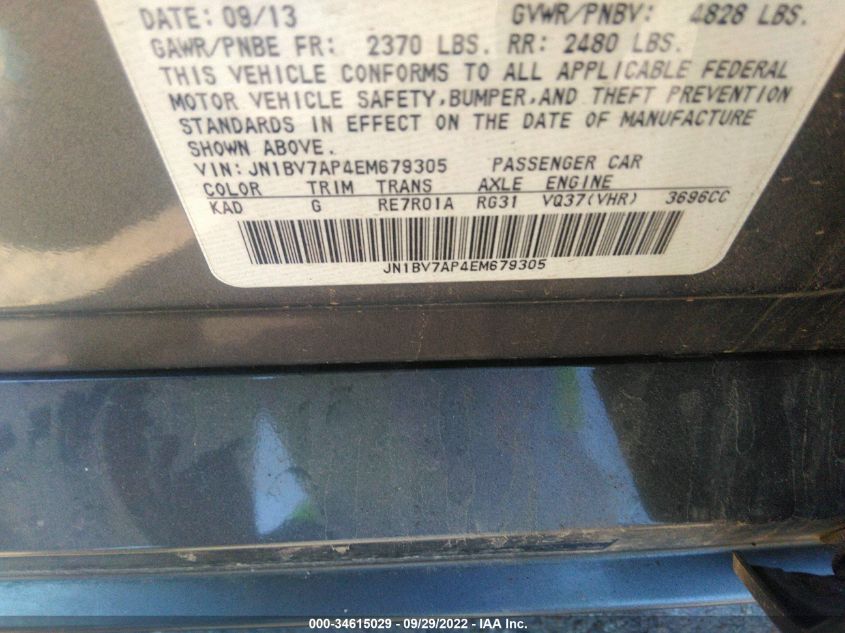 DATE: 09/13 GVWR/PNBV: 4828 LBS.
GAWR/PNBE FR: 2370 LBS. RR: 2480 LBS.
THIS VEHICLE CONFORMS TO ALL APPLICABLE FEDERAL
MOTOR VEHICLE SAFETY,BUMPER,AND THEFT PREVENTION
STANDARDS IN EFFECT ON THE DATE OF MANUFACTURE
SHOWN ABOVE.
VIN: JN1BV7AP4EM679305 PASSENGER CAR
COLOR TRIM TRANS AXLE ENGINE
KAD G RE7R01A RG31 VQ37(VHR) 3696CC
JN1BV7AP4EM679305
000-34615029 - 09/29/2022 - IAA Inc.